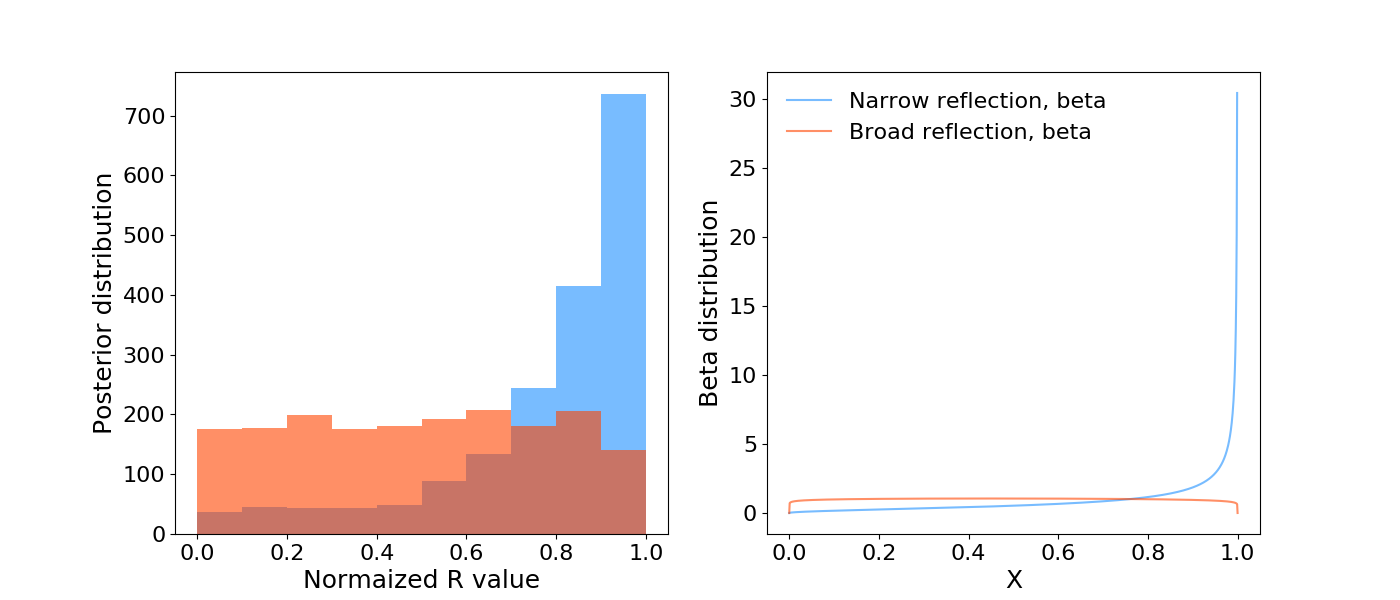 Posterior distribution
700
600
500
400
300
200
100
0
0.0 0.2 0.4 0.6 0.8 1.0
Normaized R value
Beta distribution
30
25
20
15
10
5
0
Narrow reflection, beta
Broad reflection, beta
0.0 0.2 0.4 0.6 0.8 1.0
X